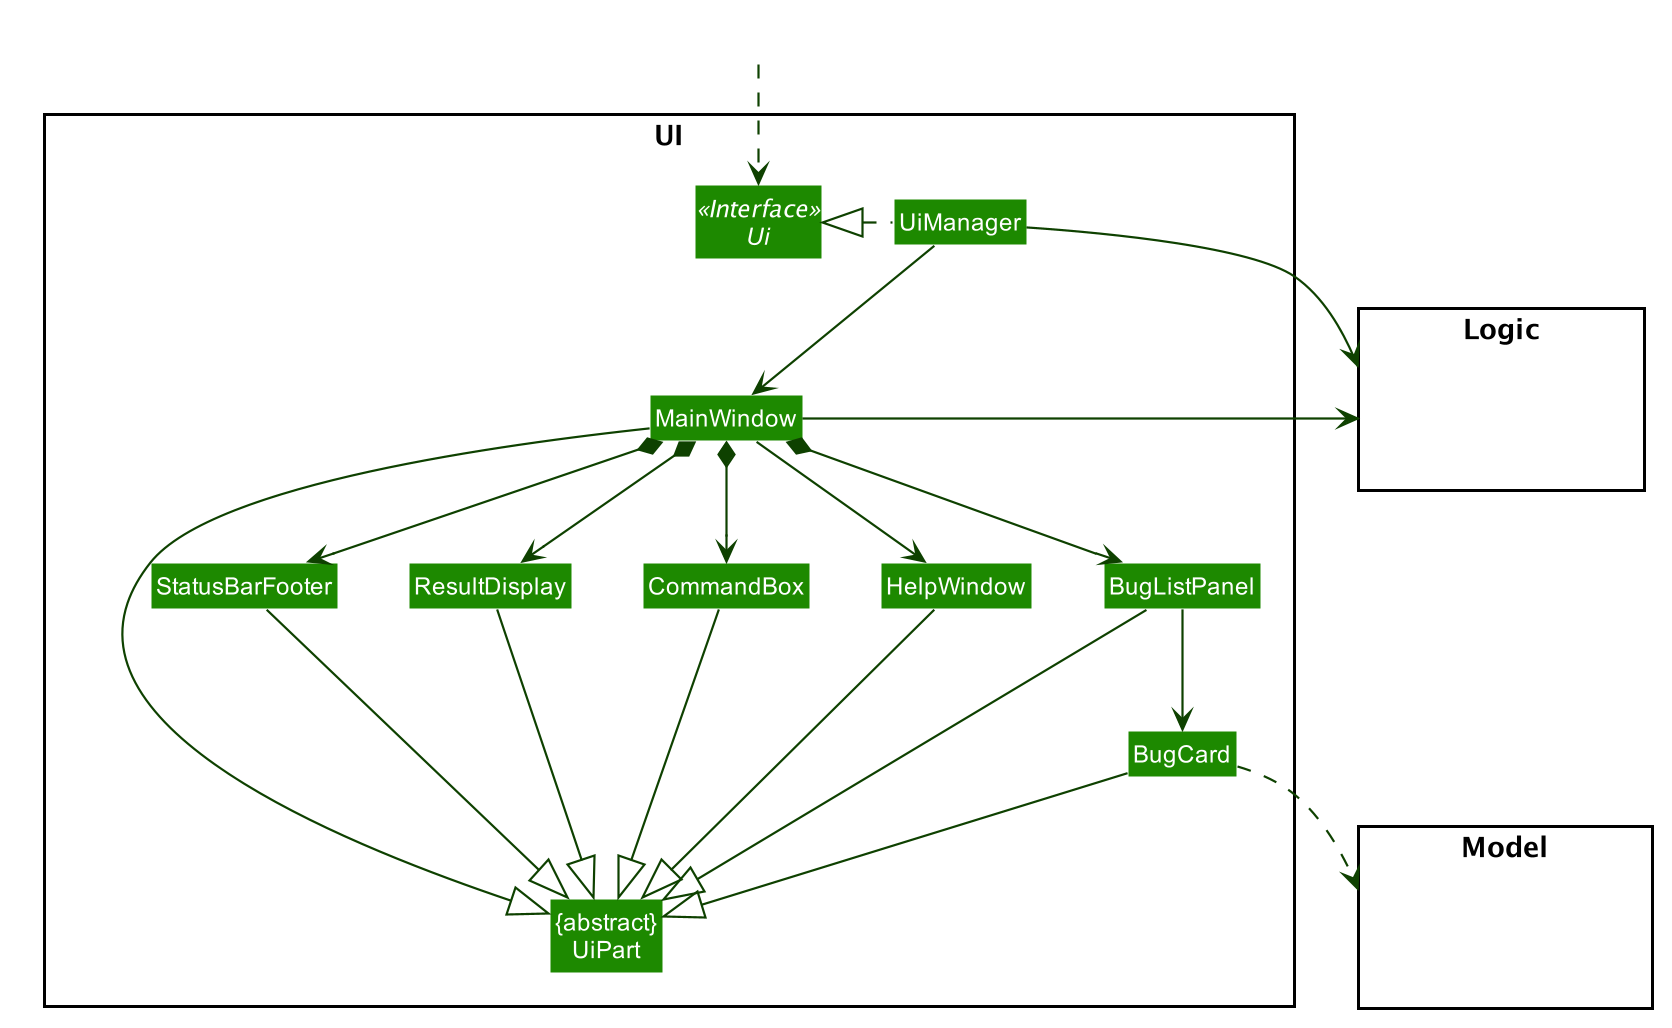 UI
«Interface»
Ui
UiManager
Logic
MainWindow
StatusBarFooter
ResultDisplay
CommandBox
HelpWindow
BugListPanel
BugCard
Model
{abstract}
UiPart